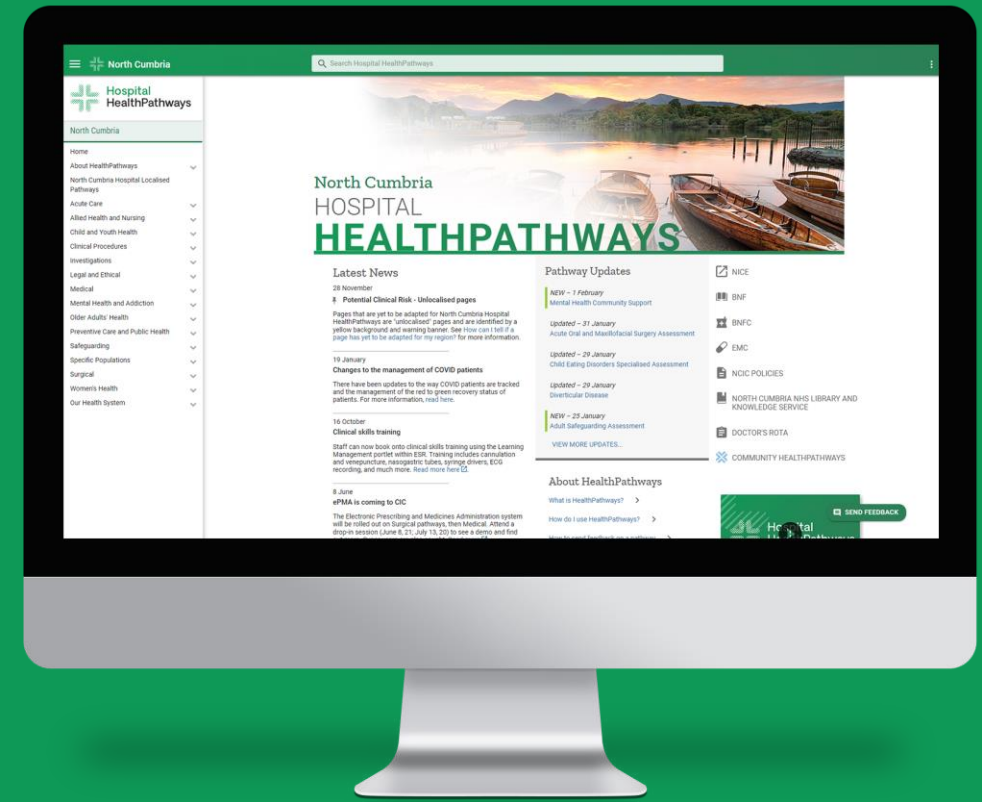 North Cumbria
Search Hospital HealthPathways
Hospital
HealthPathways
North Cumbria
Home
About HealthPathways
North Cumbria Hospital Localised
Pathways
Acute Care
Allied Health and Nursing
Child and Youth Health
Clinical Procedures
Investigations
Legal and Ethical
Medical
Mental Health and Addiction
Older Adults' Health
Preventive Care and Public Health
Safeguarding
Specific Populations
Surgical
Women's Health
Our Health System
North Cumbria
HOSPITAL
HEALTHPATHWAYS
Latest News
28 November
Potential Clinical Risk - Unlocalised pages
Pages that are yet to be adapted for North Cumbria Hospital
HealthPathways are "unlocalised" pages and are identified by a
yellow background and warning banner. See How can I tell if a
page has yet to be adapted for my region? for more information.
19 January
Changes to the management of COVID patients
There have been updates to the way COVID patients are tracked
and the management of the red to green recovery status of
patients. For more information, read here.
16 October
Clinical skills training
Staff can now book onto clinical skills training using the Learning
Management portlet within ESR. Training includes cannulation
and venepuncture, nasogastric tubes, syringe drivers, ECG
recording, and much more. Read more here
8 June
ePMA is coming to CIC
The Electronic Prescribing and Medicines Administration system
will be rolled out on Surgical pathways, then Medical. Attend a
drop-in session (June 8, 21; July 13, 20) to see a demo and find
Pathway Updates
NEW – 1 February
Mental Health Community Support
Updated – 31 January
Acute Oral and Maxillofacial Surgery Assessment
Updated – 29 January
Child Eating Disorders Specialised Assessment
Updated – 29 January
Diverticular Disease
NEW – 25 January
Adult Safeguarding Assessment
VIEW MORE UPDATES...
About HealthPathways
What is HealthPathways?
How do I use HealthPathways?
How to send feedback on a pathway
NICE
BNF
BNFC
EMC
NCIC POLICIES
NORTH CUMBRIA NHS LIBRARY AND
KNOWLEDGE SERVICE
DOCTOR'S ROTA
COMMUNITY HEALTHPATHWAYS
SEND FEEDBACK